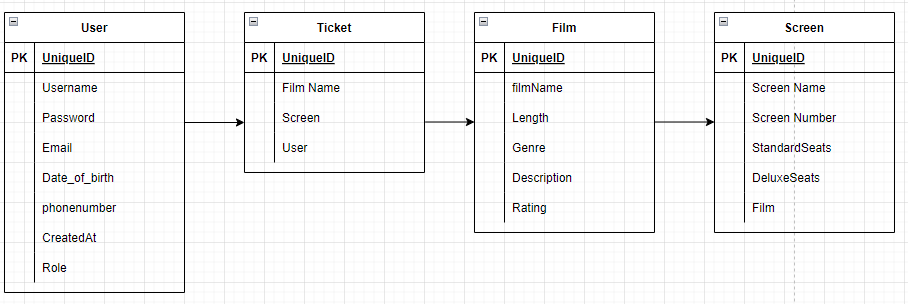 User
PK UniqueID
Username
Password
Email
Date_of_birth
phonenumber
CreatedAt
Role
Ticket
PK UniqueID
Film Name
Screen
User
Film
PK UniqueID
filmName
Length
Genre
Description
Rating
Screen
PK UniqueID
Screen Name
Screen Number
StandardSeats
DeluxeSeats
Film